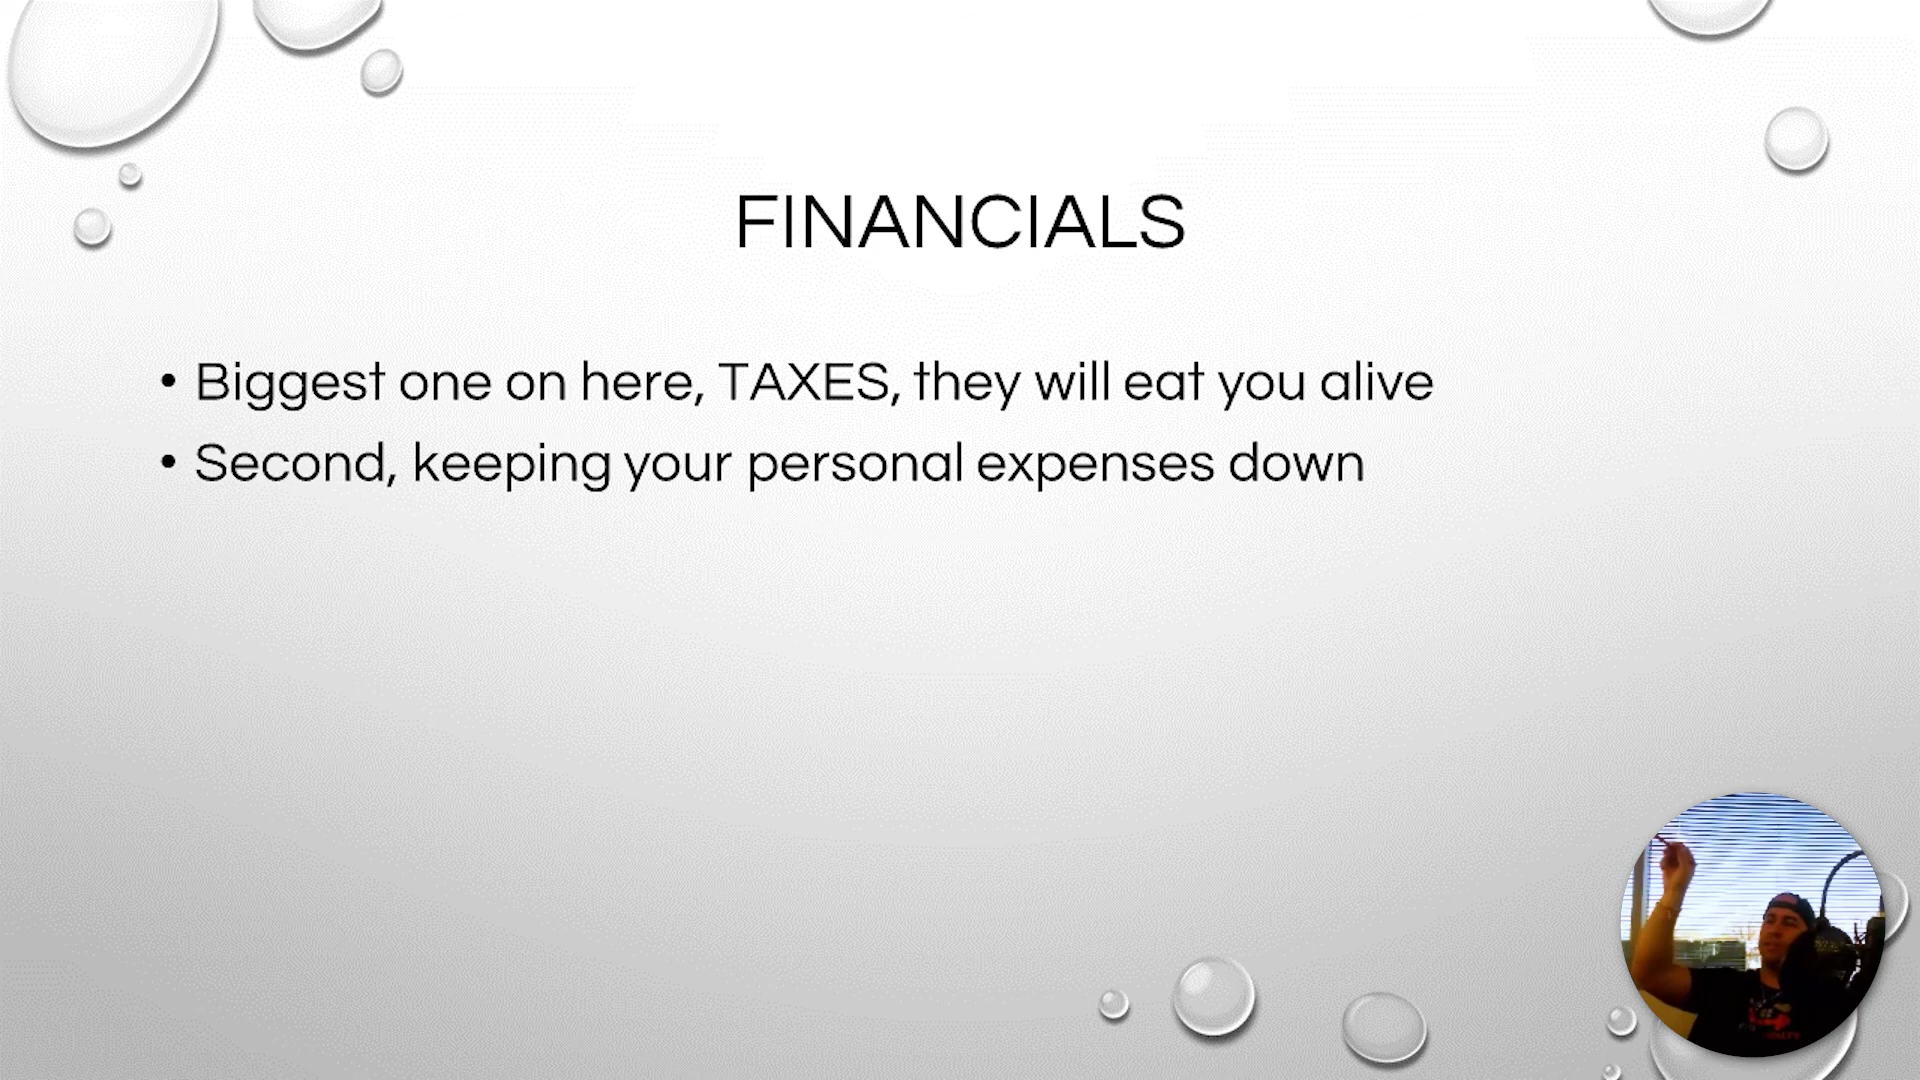 FINANCIALS
• Biggest one on here, TAXES, they will eat you alive
• Second, keeping your personal expenses down